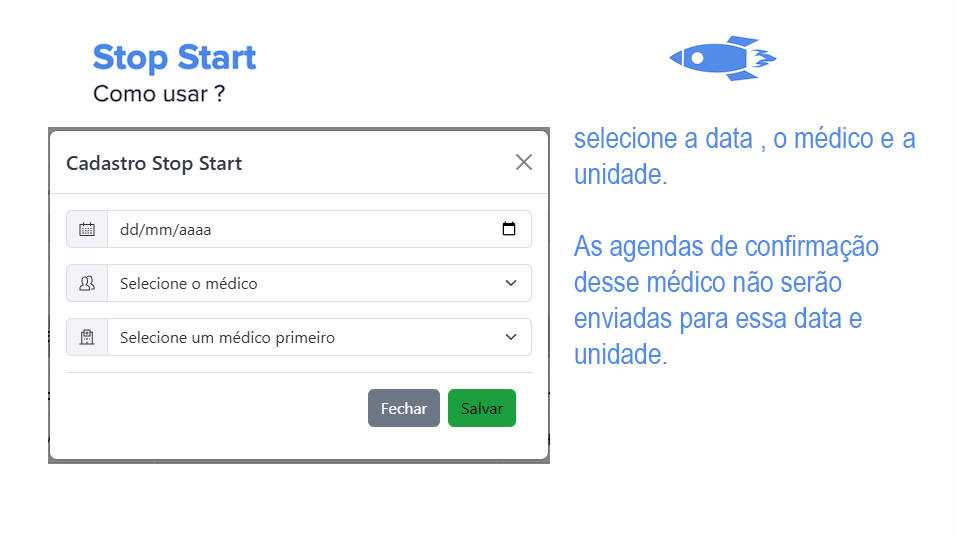 Stop Start
Como usar ?
Cadastro Stop Start
dd/mm/aaaa
Selecione o médico
Selecione um médico primeiro
Fechar
Salvar
selecione a data , o médico e a
unidade.
As agendas de confirmação
desse médico não serão
enviadas para essa data e
unidade.